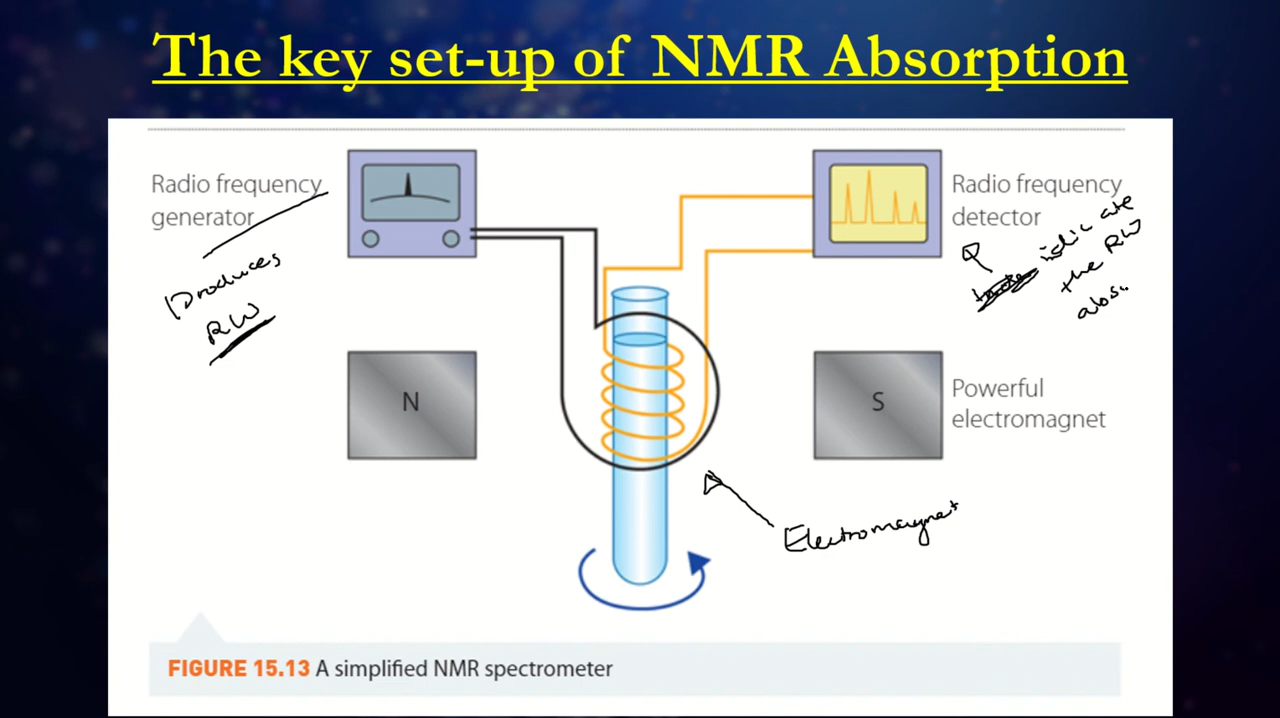 The key set-up of NMR Absorption
Radio frequency
generator
Produces
RW
Radio frequency
detector
indicate
the RW
abs.
N
S
Powerful
electromagnet
Electromagnet
FIGURE 15.13 A simplified NMR spectrometer